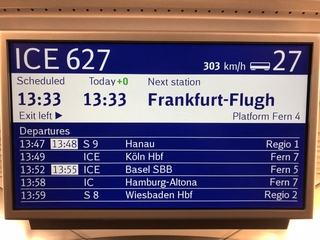 ICE 627 303 km/h 27
Scheduled Today +0 Next station
13:33 13:33 Frankfurt-Flugh
Exit left ▶ Platform Fern 4
Departures
13:47 13:48 S 9 Hanau Regio 1
13:49 ICE Köln Hbf Fern 7
13:52 13:55 ICE Basel SBB Fern 5
13:58 IC Hamburg-Altona Fern 7
13:59 S 8 Wiesbaden Hbf Regio 2